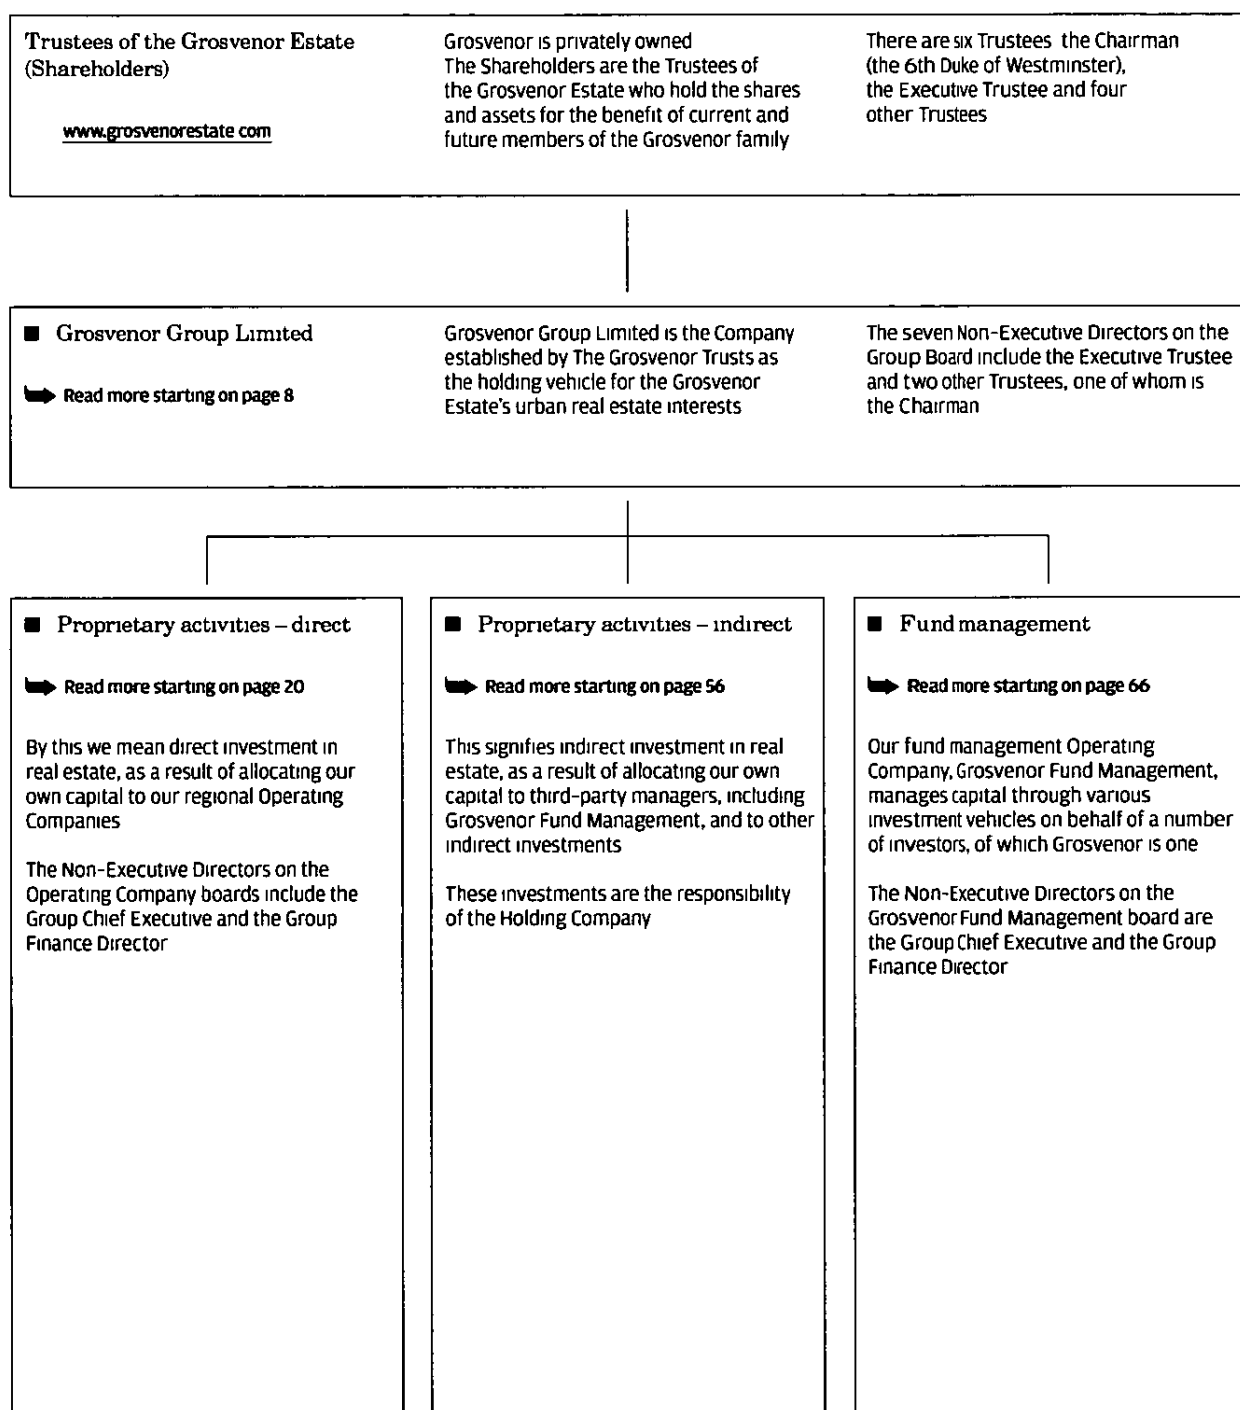 Trustees of the Grosvenor Estate
(Shareholders)
www.grosvenorestate com
Grosvenor is privately owned
The Shareholders are the Trustees of
the Grosvenor Estate who hold the shares
and assets for the benefit of current and
future members of the Grosvenor family
There are six Trustees the Chairman
(the 6th Duke of Westminster),
the Executive Trustee and four
other Trustees
Grosvenor Group Limited
Read more starting on page 8
Grosvenor Group Limited is the Company
established by The Grosvenor Trusts as
the holding vehicle for the Grosvenor
Estate's urban real estate interests
The seven Non-Executive Directors on the
Group Board include the Executive Trustee
and two other Trustees, one of whom is
the Chairman
Proprietary activities – direct
Read more starting on page 20
By this we mean direct investment in
real estate, as a result of allocating our
own capital to our regional Operating
Companies
The Non-Executive Directors on the
Operating Company boards include the
Group Chief Executive and the Group
Finance Director
Proprietary activities – indirect
Read more starting on page 56
This signifies indirect investment in real
estate, as a result of allocating our own
capital to third-party managers, including
Grosvenor Fund Management, and to other
indirect investments
These investments are the responsibility
of the Holding Company
Fund management
Read more starting on page 66
Our fund management Operating
Company, Grosvenor Fund Management,
manages capital through various
investment vehicles on behalf of a number
of investors, of which Grosvenor is one
The Non-Executive Directors on the
Grosvenor Fund Management board are
the Group Chief Executive and the Group
Finance Director